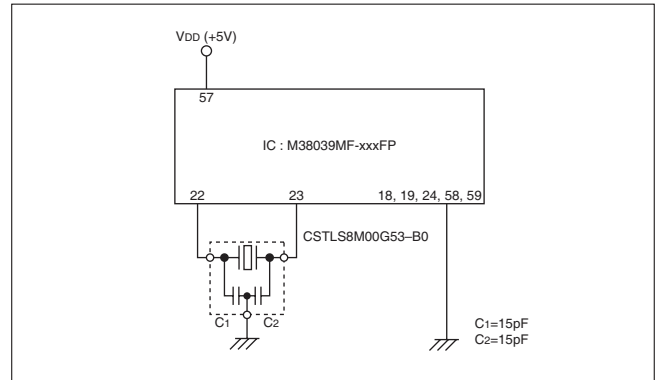 VDD (+5V)
57
IC : M38039MF-xxxFP
22 23 18, 19, 24, 58, 59
CSTLS8M00G53–B0
C1 C2
C1=15pF
C2=15pF